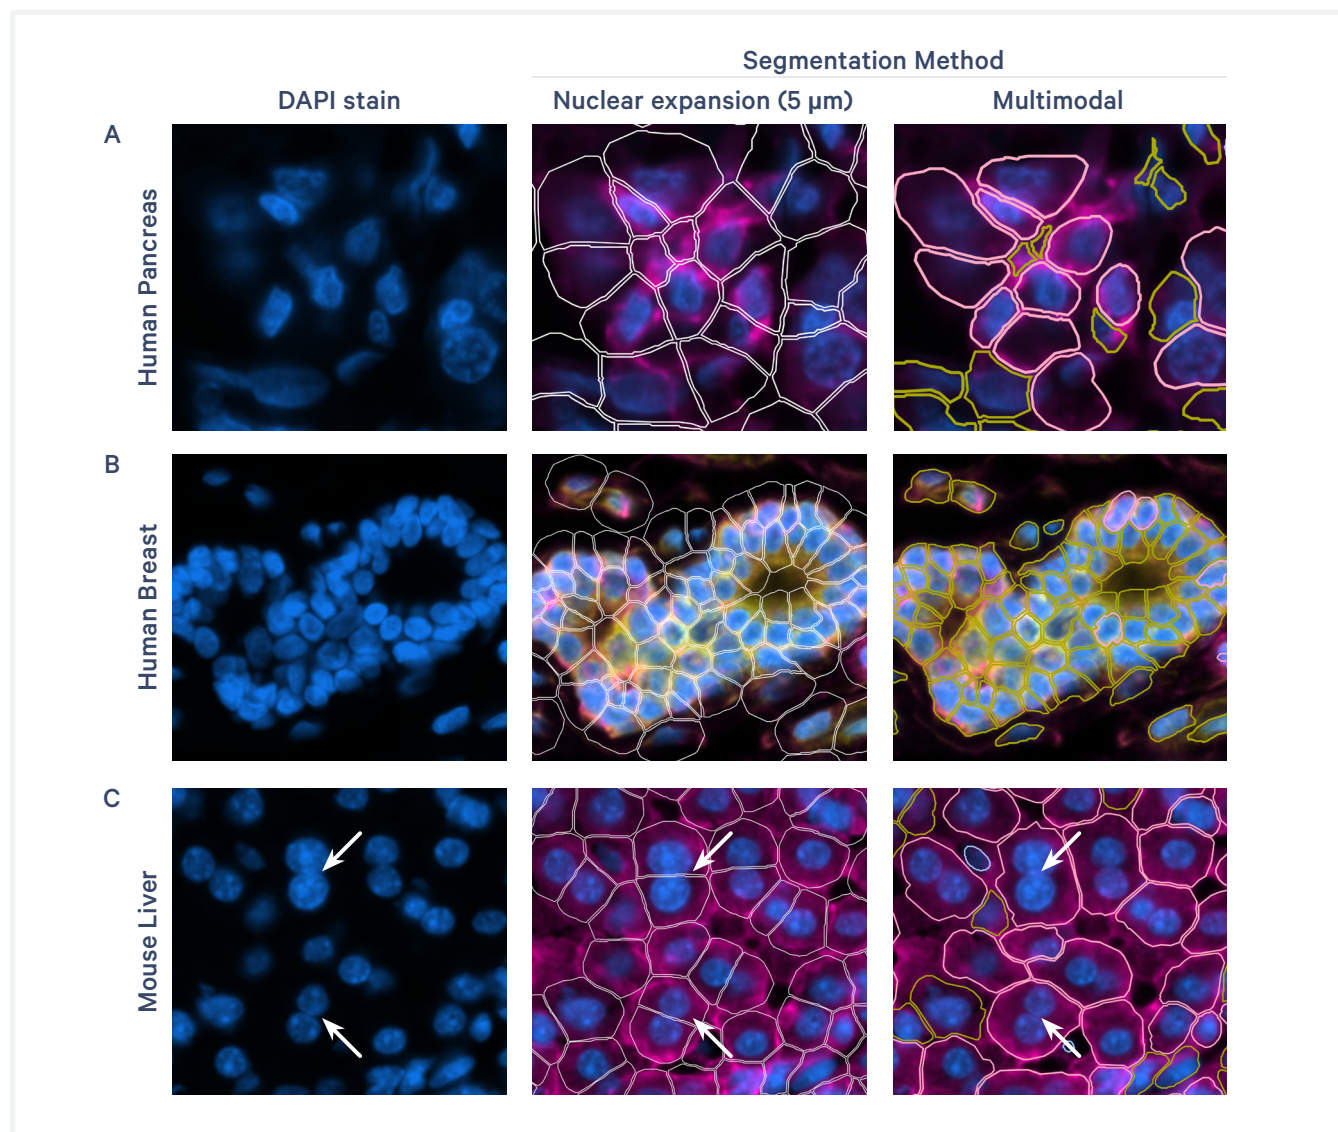 Segmentation Method
DAPI stain
Nuclear expansion (5 µm)
Multimodal
A
Human Pancreas
B
Human Breast
C
Mouse Liver